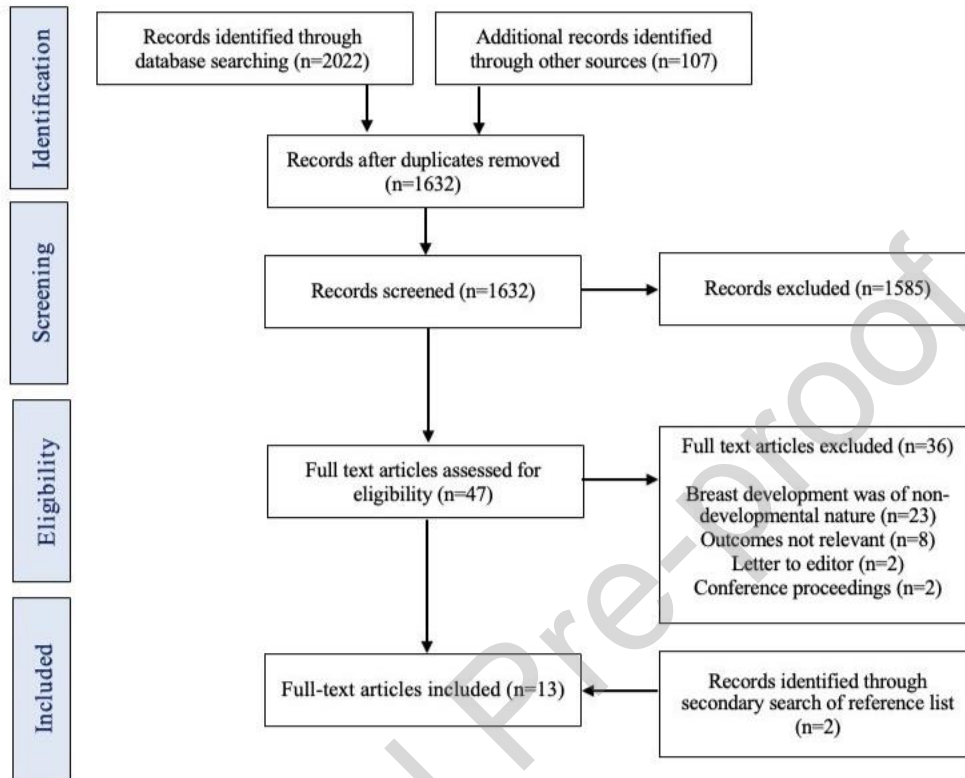 Identification
Records identified through
database searching (n=2022)
Additional records identified
through other sources (n=107)
Records after duplicates removed
(n=1632)
Screening
Records screened (n=1632)
Records excluded (n=1585)
Eligibility
Full text articles assessed for
eligibility (n=47)
Full text articles excluded (n=36)
Breast development was of non-
developmental nature (n=23)
Outcomes not relevant (n=8)
Letter to editor (n=2)
Conference proceedings (n=2)
Included
Full-text articles included (n=13)
Records identified through
secondary search of reference list
(n=2)
Pre-proof